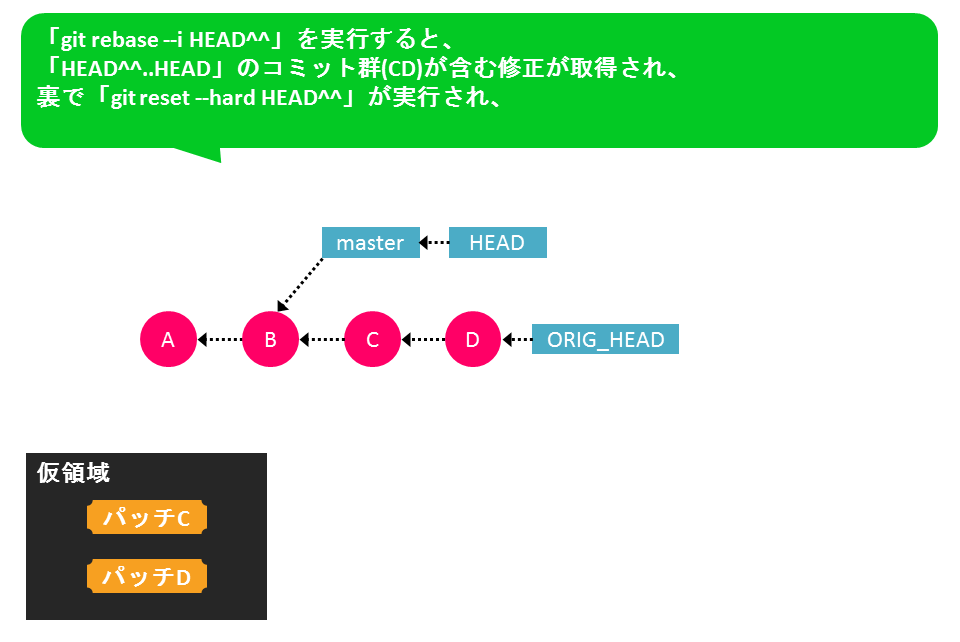 「git rebase --i HEAD^^」を実行すると、
「HEAD^^..HEAD」のコミット群(CD)が含む修正が取得され、
裏で「git reset --hard HEAD^^」が実行され、
master
HEAD
A
B
C
D
ORIG_HEAD
仮領域
パッチC
パッチD